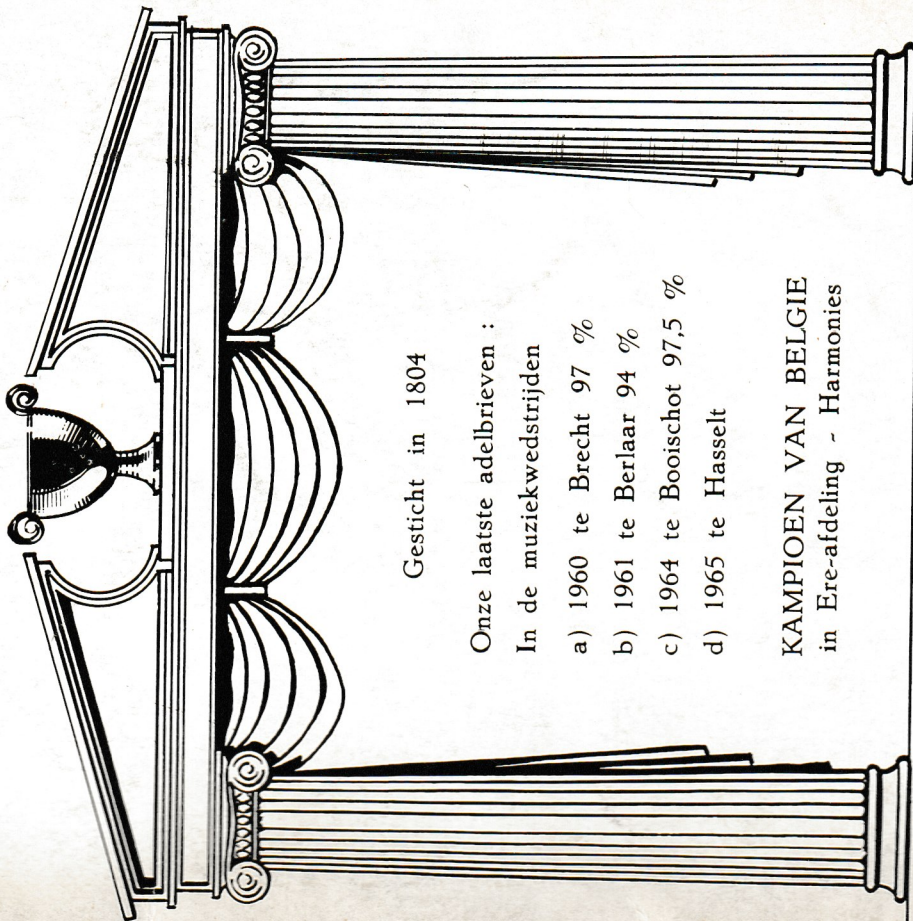 Gesticht in 1804
Onze laatste adelbrieven :
In de muziekwedstrijden
a) 1960 te Brecht 97 %
b) 1961 te Berlaar 94 %
c) 1964 te Booischot 97,5 %
d) 1965 te Hasselt
KAMPIOEN VAN BELGIE
in Ere-afdeling - Harmonies